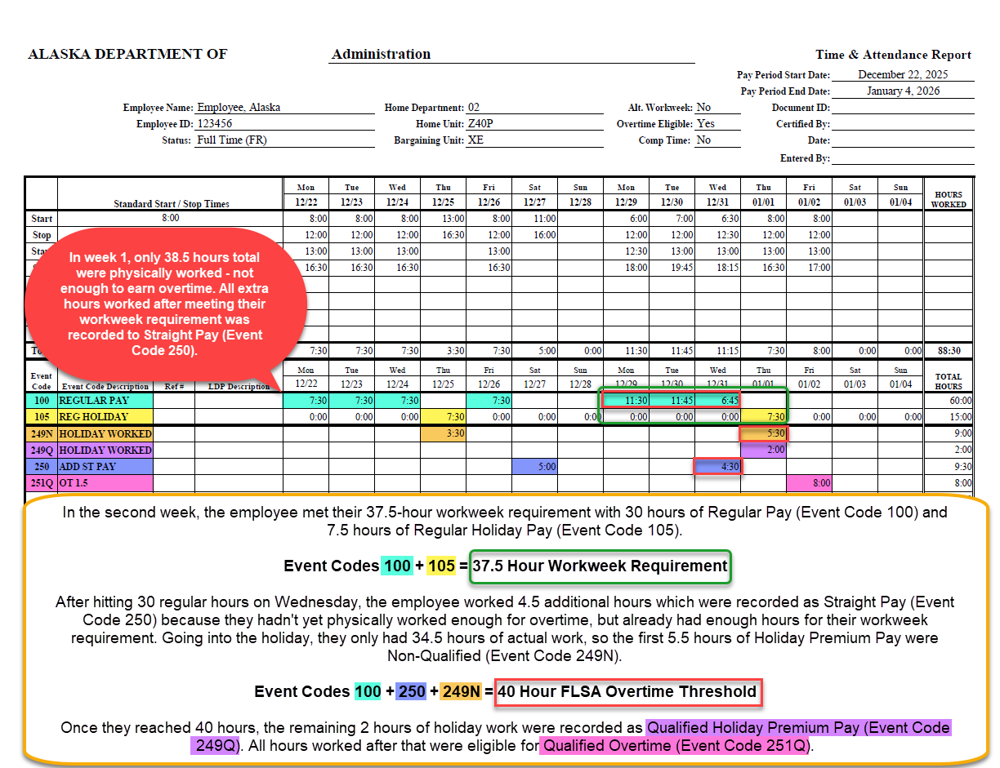 ALASKA DEPARTMENT OF Administration Time & Attendance Report
Pay Period Start Date: December 22, 2025
Pay Period End Date: January 4, 2026
Employee Name: Employee, Alaska Home Department: 02 Alt. Workweek: No Document ID:
Employee ID: 123456 Home Unit: Z40P Overtime Eligible: Yes Certified By:
Status: Full Time (FR) Bargaining Unit: XE Comp Time: No Date:
Entered By:
Mon Tue Wed Thu Fri Sat Sun Mon Tue Wed Thu Fri Sat Sun
Standard Start / Stop Times 12/22 12/23 12/24 12/25 12/26 12/27 12/28 12/29 12/30 12/31 01/01 01/02 01/03 01/04 HOURS WORKED
Start 8:00 8:00 8:00 8:00 13:00 8:00 11:00 6:00 7:00 6:30 8:00 8:00
Stop 12:00 12:00 12:00 16:30 12:00 16:00 12:00 12:00 12:30 12:00 12:00
13:00 13:00 13:00 13:00 12:30 13:00 13:00 13:00 13:00
16:30 16:30 16:30 16:30 18:00 19:45 18:15 16:30 17:00
In week 1, only 38.5 hours total
were physically worked - not
enough to earn overtime. All extra
hours worked after meeting their
workweek requirement was
recorded to Straight Pay (Event
Code 250).
7:30 7:30 7:30 3:30 7:30 5:00 0:00 11:30 11:45 11:15 7:30 8:00 0:00 0:00 88:30
Mon Tue Wed Thu Fri Sat Sun Mon Tue Wed Thu Fri Sat Sun
Event Code Event Code Description Ref # LDP Description 12/22 12/23 12/24 12/25 12/26 12/27 12/28 12/29 12/30 12/31 01/01 01/02 01/03 01/04 TOTAL HOURS
100 REGULAR PAY 7:30 7:30 7:30 7:30 11:30 11:45 6:45 60:00
105 REG HOLIDAY 0:00 0:00 0:00 7:30 0:00 0:00 0:00 0:00 0:00 0:00 7:30 0:00 0:00 0:00 15:00
249N HOLIDAY WORKED 3:30 5:30 9:00
249Q HOLIDAY WORKED 2:00 2:00
250 ADD ST PAY 5:00 4:30 9:30
251Q OT 1.5 8:00 8:00
In the second week, the employee met their 37.5-hour workweek requirement with 30 hours of Regular Pay (Event Code 100) and
7.5 hours of Regular Holiday Pay (Event Code 105).
Event Codes 100 + 105 = 37.5 Hour Workweek Requirement
After hitting 30 regular hours on Wednesday, the employee worked 4.5 additional hours which were recorded as Straight Pay (Event
Code 250) because they hadn't yet physically worked enough for overtime, but already had enough hours for their workweek
requirement. Going into the holiday, they only had 34.5 hours of actual work, so the first 5.5 hours of Holiday Premium Pay were
Non-Qualified (Event Code 249N).
Event Codes 100 + 250 + 249N = 40 Hour FLSA Overtime Threshold
Once they reached 40 hours, the remaining 2 hours of holiday work were recorded as Qualified Holiday Premium Pay (Event Code
249Q). All hours worked after that were eligible for Qualified Overtime (Event Code 251Q).